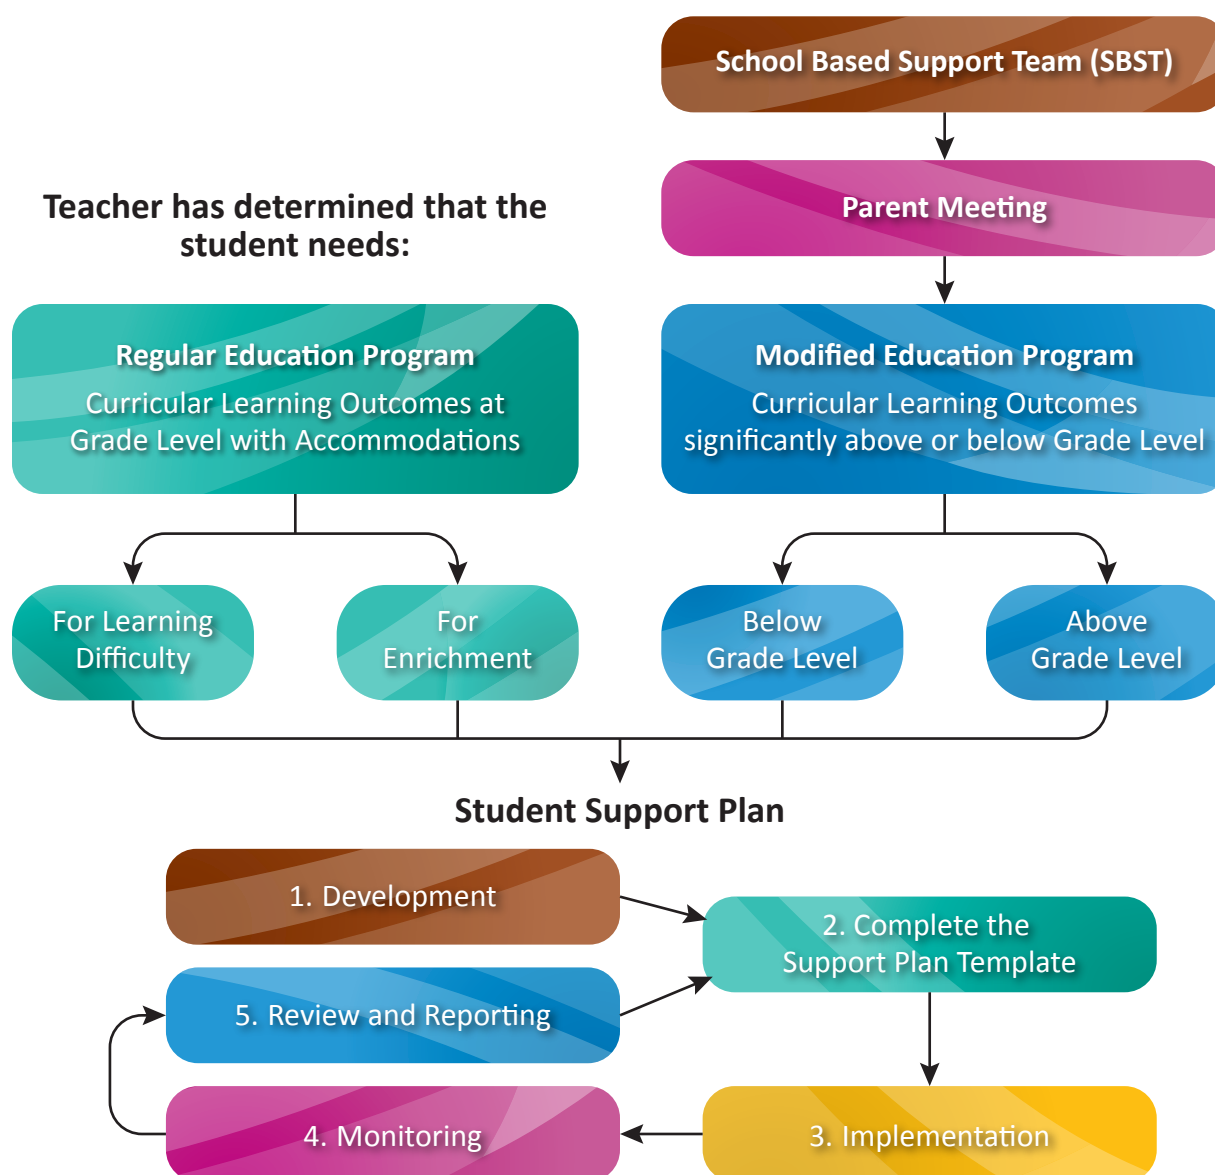 School Based Support Team (SBST)
Parent Meeting
Teacher has determined that the
student needs:
Regular Education Program
Curricular Learning Outcomes at
Grade Level with Accommodations
Modified Education Program
Curricular Learning Outcomes
significantly above or below Grade Level
For Learning
Difficulty
For
Enrichment
Below
Grade Level
Above
Grade Level
Student Support Plan
1. Development
2. Complete the
Support Plan Template
5. Review and Reporting
4. Monitoring
3. Implementation